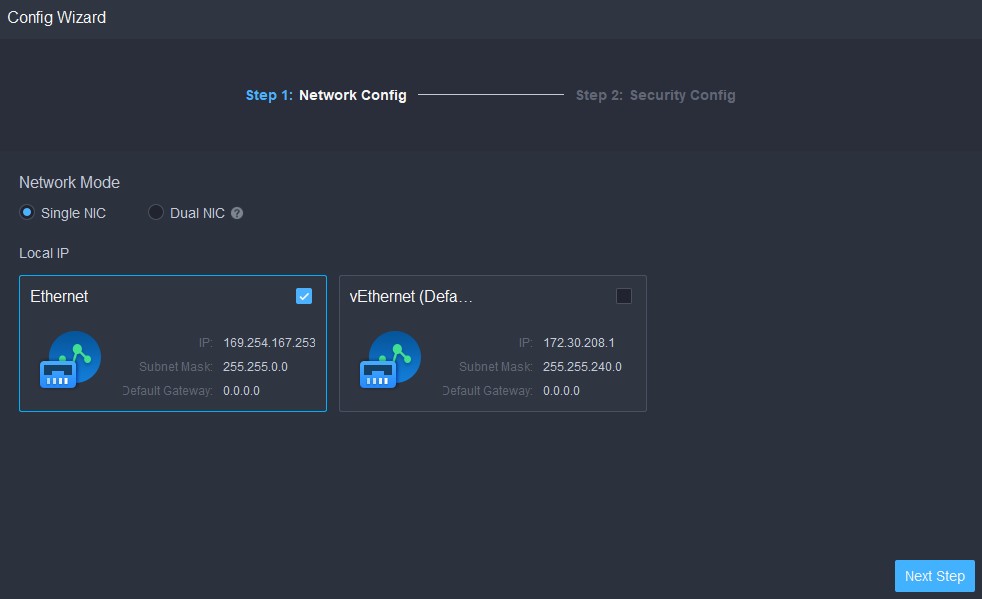 Config Wizard
Step 1: Network Config Step 2: Security Config
Network Mode
Single NIC Dual NIC ?
Local IP
Ethernet
IP: 169.254.167.253
Subnet Mask: 255.255.0.0
Default Gateway: 0.0.0.0
vEthernet (Defa...
IP: 172.30.208.1
Subnet Mask: 255.255.240.0
Default Gateway: 0.0.0.0
Next Step